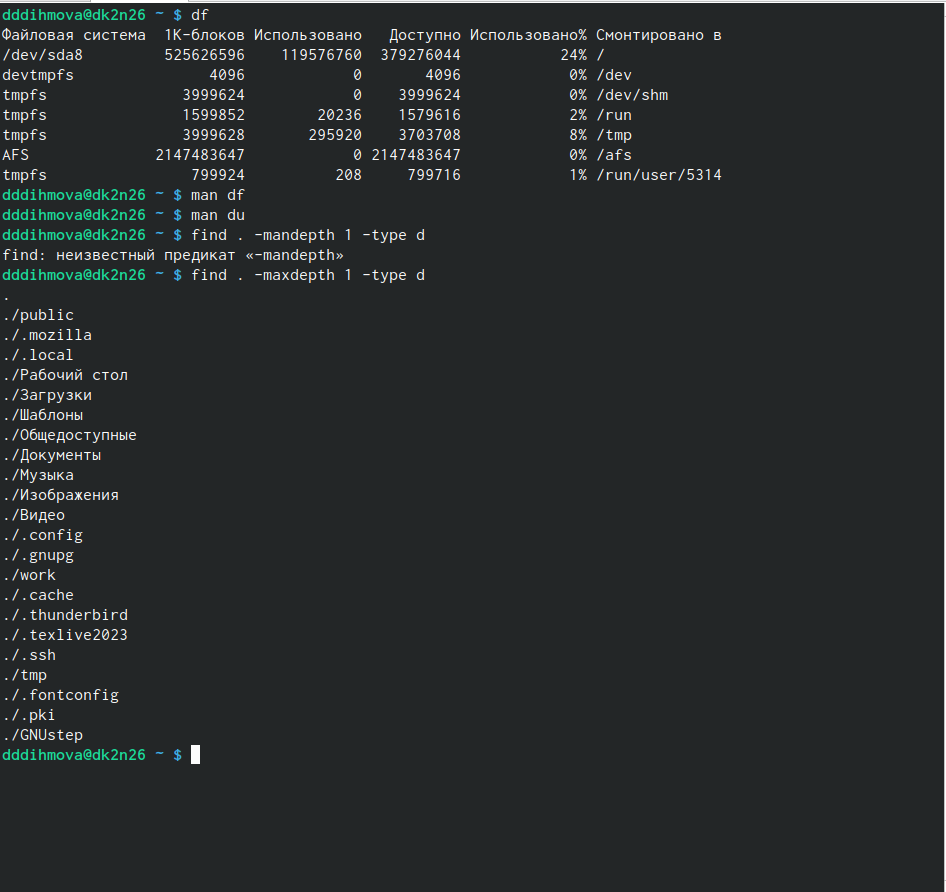 dddihmova@dk2n26 ~ $ df
Файловая система  1K-блоков Использовано   Доступно Использовано% Смонтировано в
/dev/sda8         525626596    119576760  379276044           24% /
devtmpfs               4096            0       4096            0% /dev
tmpfs               3999624            0    3999624            0% /dev/shm
tmpfs               1599852        20236    1579616            2% /run
tmpfs               3999628       295920    3703708            8% /tmp
AFS              2147483647            0 2147483647            0% /afs
tmpfs                799924          208     799716            1% /run/user/5314
dddihmova@dk2n26 ~ $ man df
dddihmova@dk2n26 ~ $ man du
dddihmova@dk2n26 ~ $ find . -mandepth 1 -type d
find: неизвестный предикат «-mandepth»
dddihmova@dk2n26 ~ $ find . -maxdepth 1 -type d
.
./public
./.mozilla
./.local
./Рабочий стол
./Загрузки
./Шаблоны
./Общедоступные
./Документы
./Музыка
./Изображения
./Видео
./.config
./.gnupg
./work
./.cache
./.thunderbird
./.texlive2023
./.ssh
./tmp
./.fontconfig
./.pki
./GNUstep
dddihmova@dk2n26 ~ $